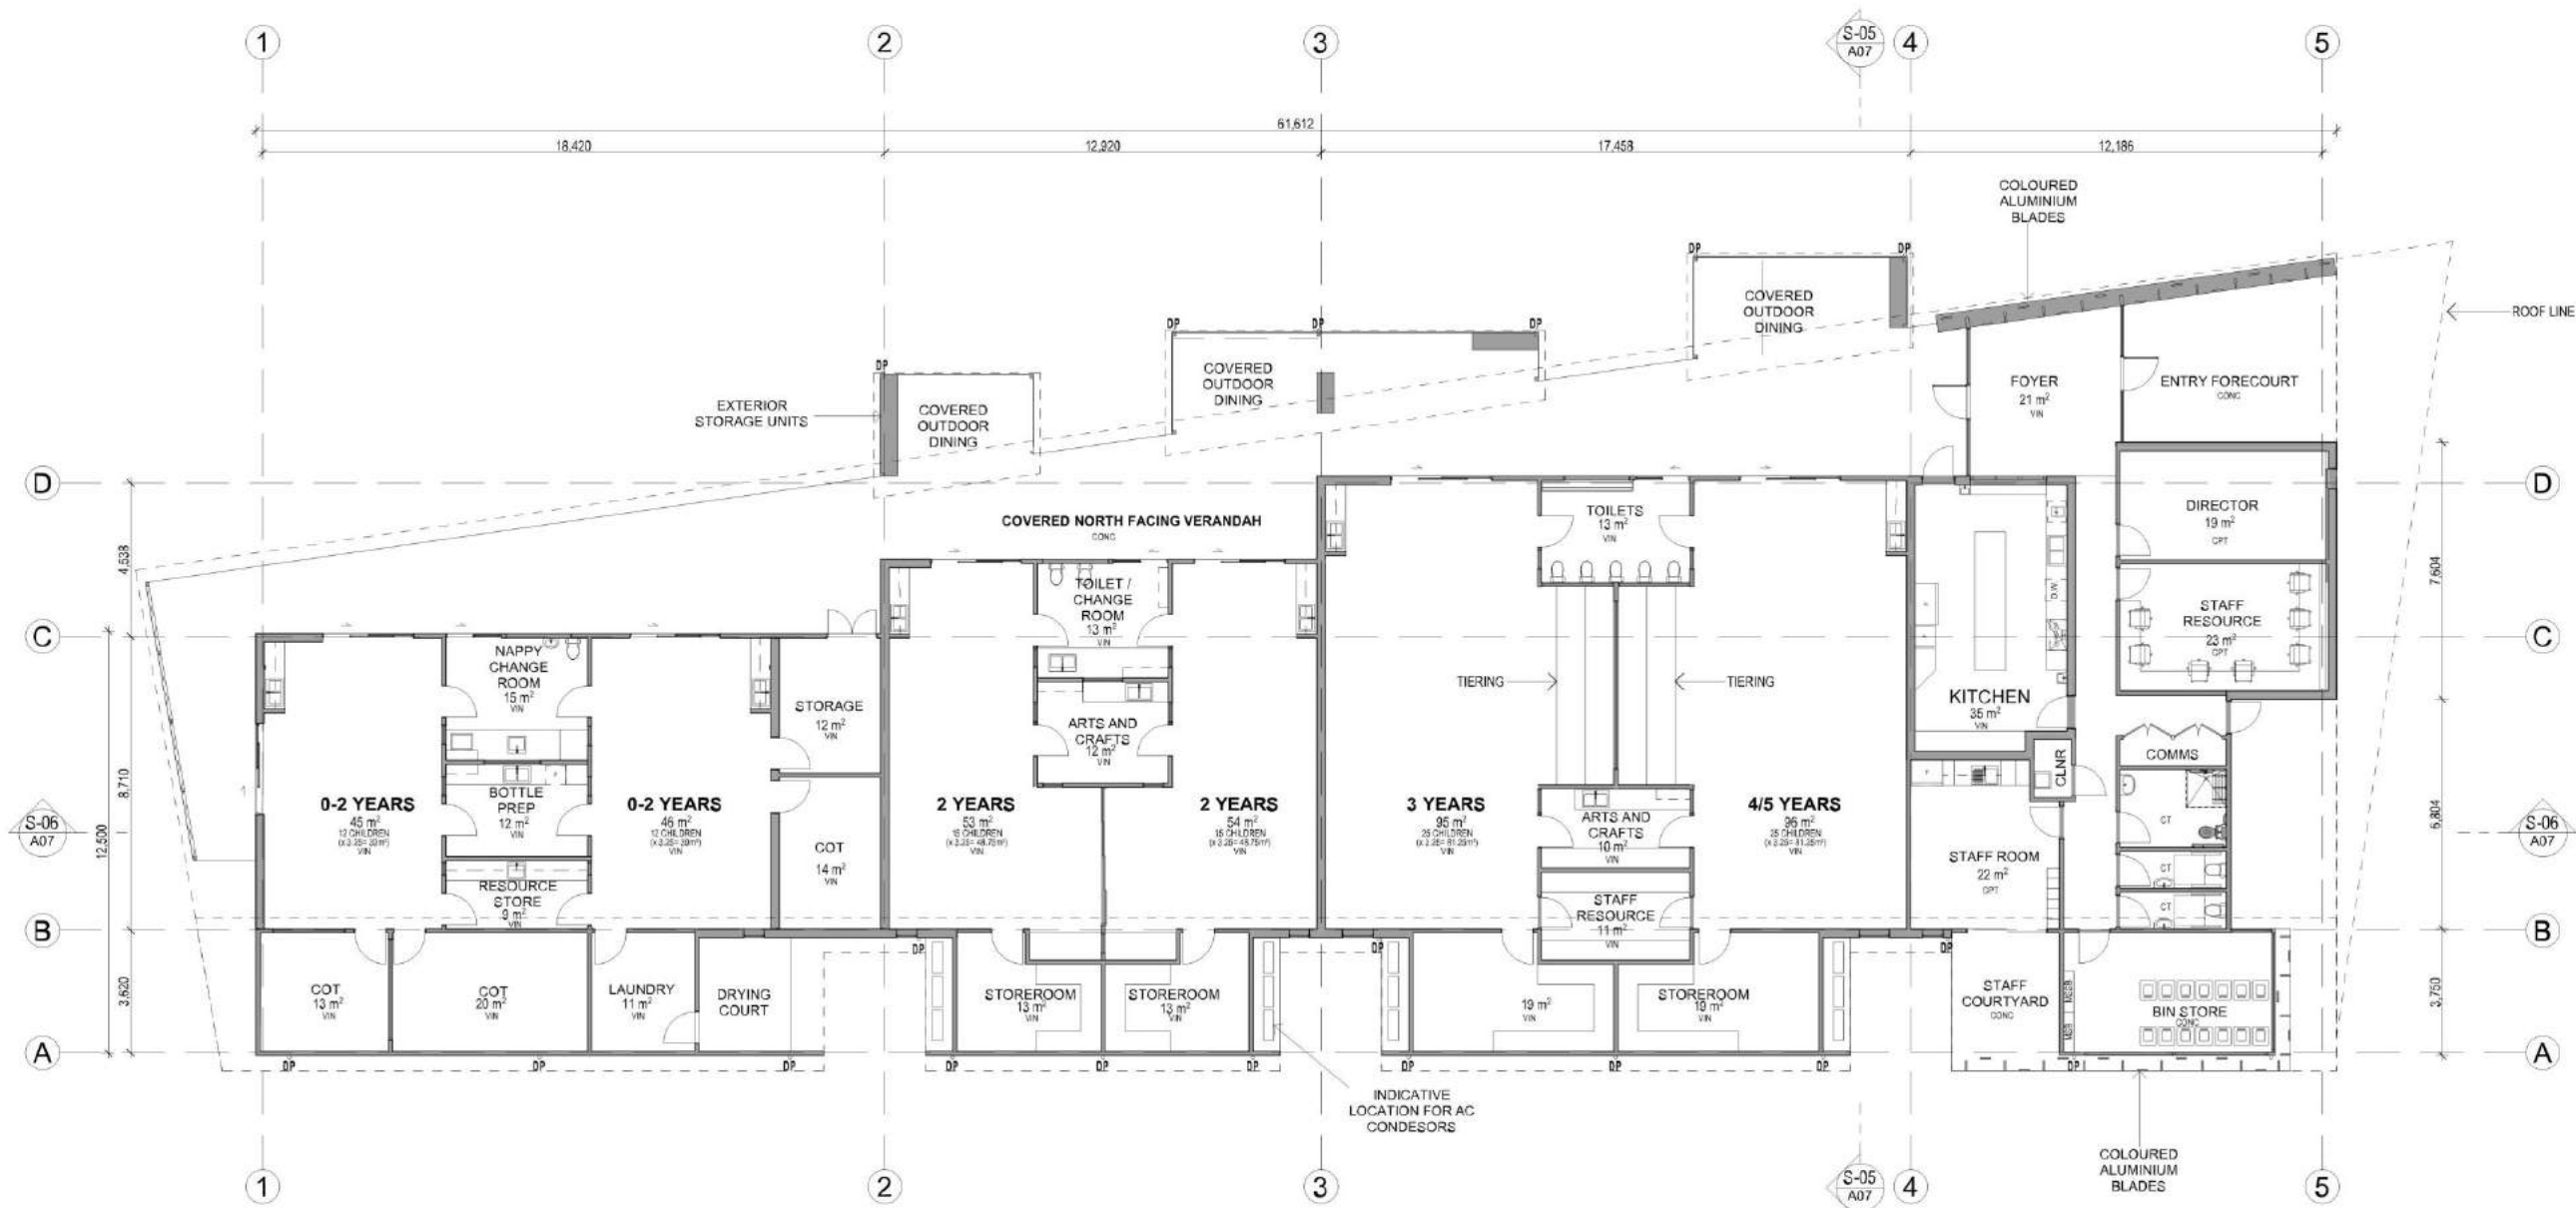 1
2
3
S-05
A07
4
5
61,612
18,420
12,920
17,458
12,186
COLOURED
ALUMINIUM
BLADES
DP
DP
COVERED
OUTDOOR
DINING
ROOF LINE
DP
DP
DP
COVERED
OUTDOOR
DINING
DP
EXTERIOR
STORAGE UNITS
COVERED
OUTDOOR
DINING
FOYER
21 m²
VIN
ENTRY FORECOURT
CONC
D
D
COVERED NORTH FACING VERANDAH
CONC
TOILETS
13 m²
VIN
DIRECTOR
19 m²
CPT
4,538
7,604
TOILET /
CHANGE
ROOM
13 m²
VIN
STAFF
RESOURCE
23 m²
CPT
C
C
NAPPY
CHANGE
ROOM
15 m²
VIN
STORAGE
12 m²
VIN
ARTS AND
CRAFTS
12 m²
VIN
TIERING
TIERING
KITCHEN
35 m²
VIN
COMMS
CLNR
S-06
A07
8,710
12,500
0-2 YEARS
45 m²
12 CHILDREN
VIN
BOTTLE
PREP
12 m²
VIN
0-2 YEARS
46 m²
12 CHILDREN
VIN
COT
14 m²
VIN
2 YEARS
53 m²
15 CHILDREN
(x 3.25= 48.75m²)
VIN
2 YEARS
54 m²
15 CHILDREN
(x 3.25= 48.75m²)
VIN
3 YEARS
95 m²
25 CHILDREN
VIN
ARTS AND
CRAFTS
10 m²
VIN
4/5 YEARS
96 m²
25 CHILDREN
VIN
STAFF ROOM
22 m²
CPT
CT
CT
CT
S-06
A07
RESOURCE
STORE
9 m²
VIN
STAFF
RESOURCE
11 m²
VIN
B
B
DP
DP
DP
3,620
COT
13 m²
VIN
COT
20 m²
VIN
LAUNDRY
11 m²
VIN
DRYING
COURT
STOREROOM
13 m²
VIN
STOREROOM
13 m²
VIN
19 m²
VIN
STOREROOM
19 m²
VIN
STAFF
COURTYARD
CONC
BIN STORE
CONC
3,750
A
A
DP
DP
DP
DP
DP
DP
DP
DP
DP
DP
INDICATIVE
LOCATION FOR AC
CONDESORS
COLOURED
ALUMINIUM
BLADES
1
2
3
S-05
A07
4
5